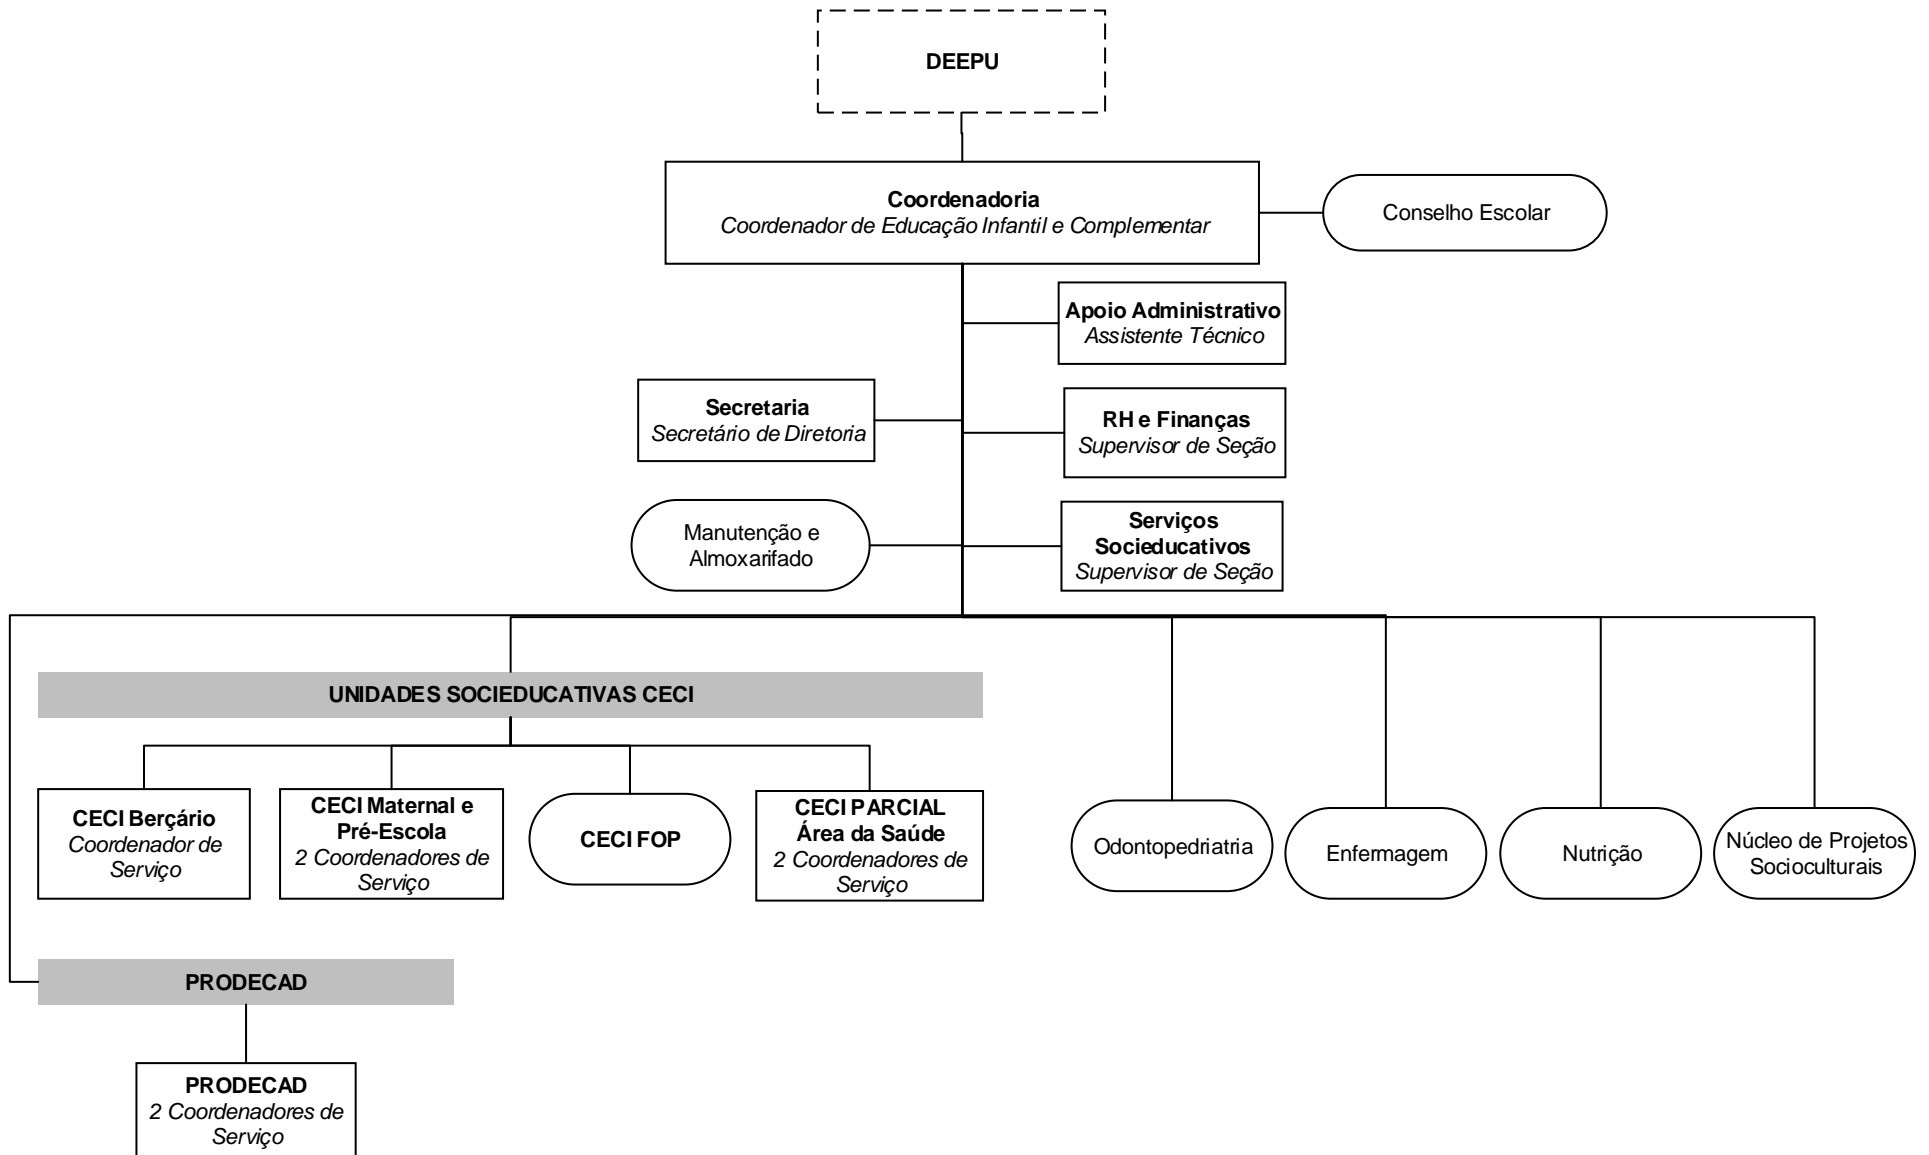 DEEPU
Coordenadoria
Coordenador de Educação Infantil e Complementar
Conselho Escolar
Apoio Administrativo
Assistente Técnico
Secretaria
Secretário de Diretoria
RH e Finanças
Supervisor de Seção
Manutenção e
Almoxarifado
Serviços
Socieducativos
Supervisor de Seção
UNIDADES SOCIEDUCATIVAS CECI
CECI Berçário
Coordenador de
Serviço
CECI Maternal e
Pré-Escola
2 Coordenadores de
Serviço
CECI FOP
CECI PARCIAL
Área da Saúde
2 Coordenadores de
Serviço
Odontopedriatria
Enfermagem
Nutrição
Núcleo de Projetos
Socioculturais
PRODECAD
PRODECAD
2 Coordenadores de
Serviço